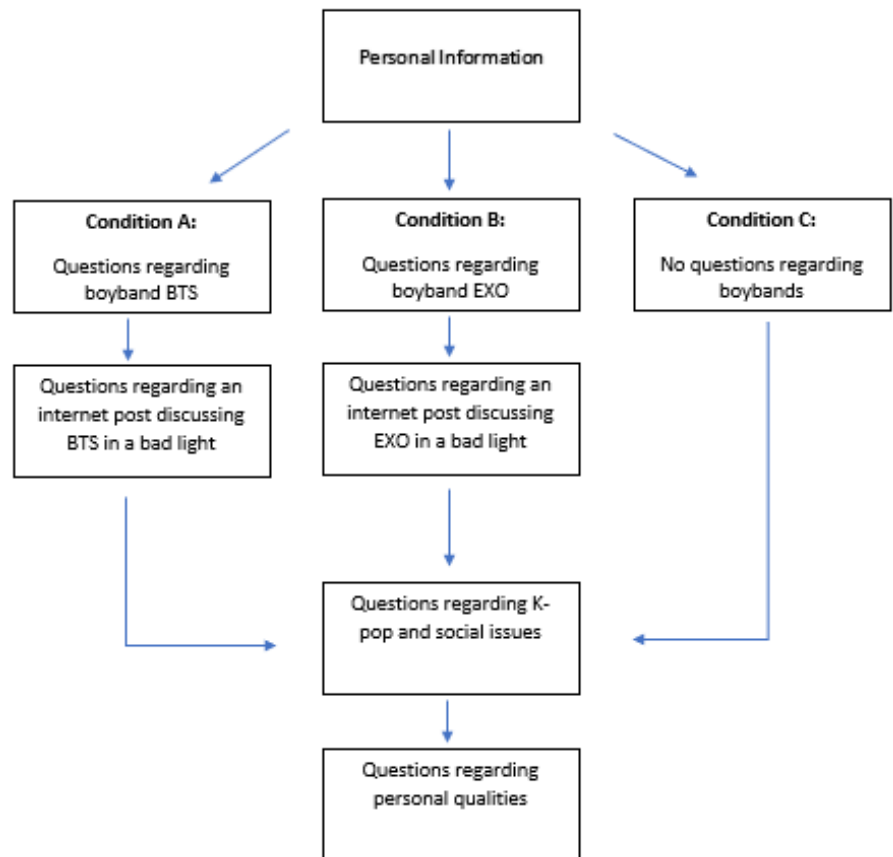 Personal Information
Condition A:
Questions regarding
boyband BTS
Condition B:
Questions regarding
boyband EXO
Condition C:
No questions regarding
boybands
Questions regarding an
internet post discussing
BTS in a bad light
Questions regarding an
internet post discussing
EXO in a bad light
Questions regarding K-
pop and social issues
Questions regarding
personal qualities